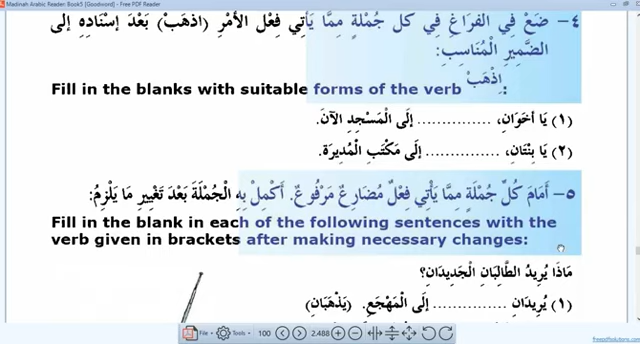 Madinah Arabic Reader: Book5 [Goodword] - Free PDF Reader
٤- ضَعْ فِي الفَرَاغِ فِي كُلِّ جُمْلَةٍ مِمَّا يَأْتِي فِعْلَ الأَمْرِ (اذْهَبْ) بَعْدَ إِسْنَادِهِ إِلَى
الضَّمِيرِ الْمُنَاسِبِ:
اِذْهَبْ
Fill in the blanks with suitable forms of the verb :
(١) يَا أَخَوَانِ، .............. إِلَى الْمَسْجِدِ الآنَ.
(٢) يَا بِنْتَانِ، .............. إِلَى مَكْتَبِ الْمُدِيرَةِ.
٥- أَمَامَ كُلِّ جُمْلَةٍ مِمَّا يَأْتِي فِعْلٌ مُضَارِعٌ مَرْفُوعٌ. أَكْمِلْ بِهِ الْجُمْلَةَ بَعْدَ تَغْيِيرِ مَا يَلْزَمُ:
Fill in the blank in each of the following sentences with the
verb given in brackets after making necessary changes:
مَاذَا يُرِيدُ الطَّالِبَانِ الْجَدِيدَانِ؟
(١) يُرِيدَانِ .............. إِلَى الْمَهْجَعِ. (يَذْهَبَانِ)
File Tools 100 2.488
freepdfsolutions.com